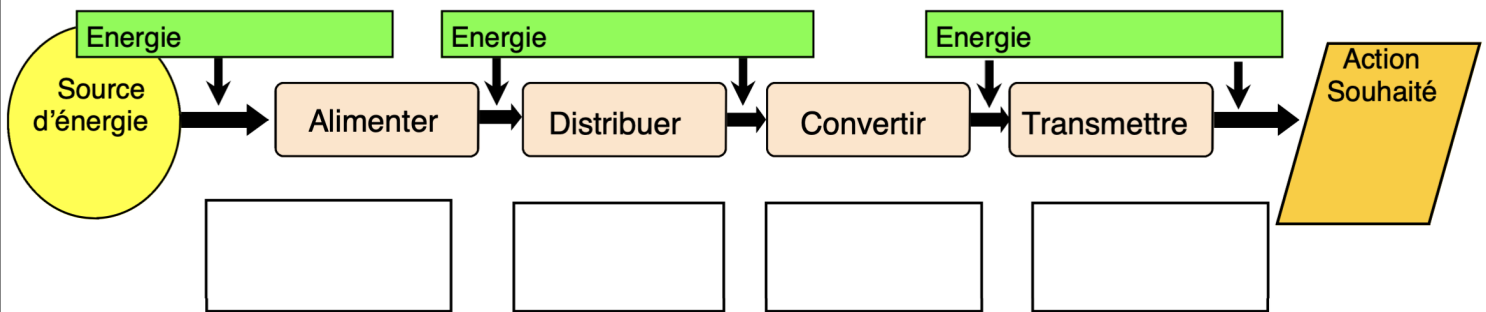 Energie
Energie
Energie
Source
d'énergie
Alimenter
Distribuer
Convertir
Transmettre
Action
Souhaité